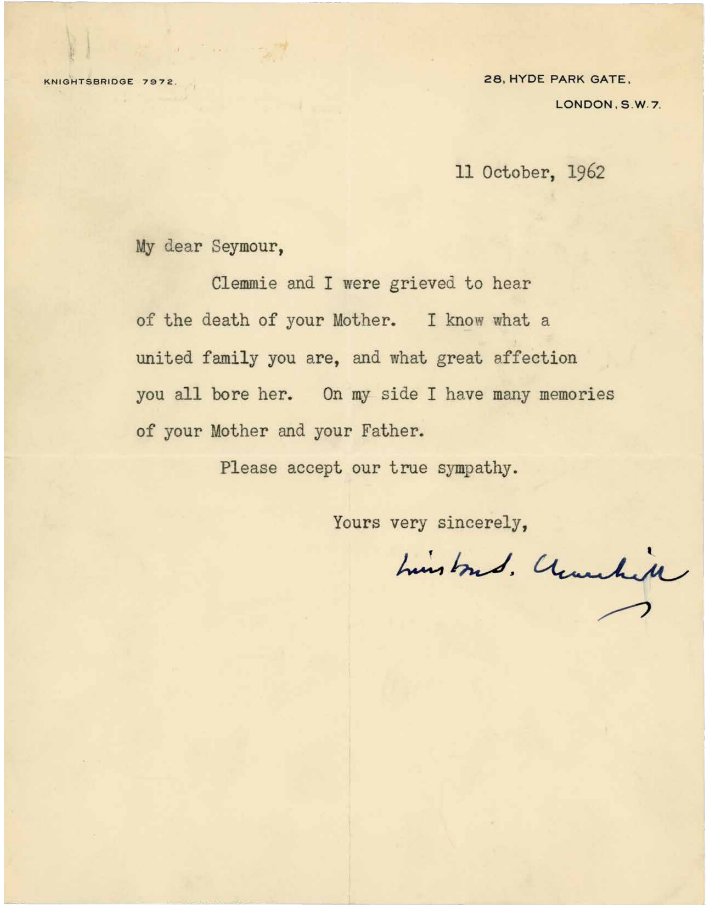 KNIGHTSBRIDGE 7972.
28, HYDE PARK GATE,
LONDON, S.W.7.
11 October, 1962
My dear Seymour,
Clemmie and I were grieved to hear
of the death of your Mother. I know what a
united family you are, and what great affection
you all bore her. On my side I have many memories
of your Mother and your Father.
Please accept our true sympathy.
Yours very sincerely,
Winston S. Churchill